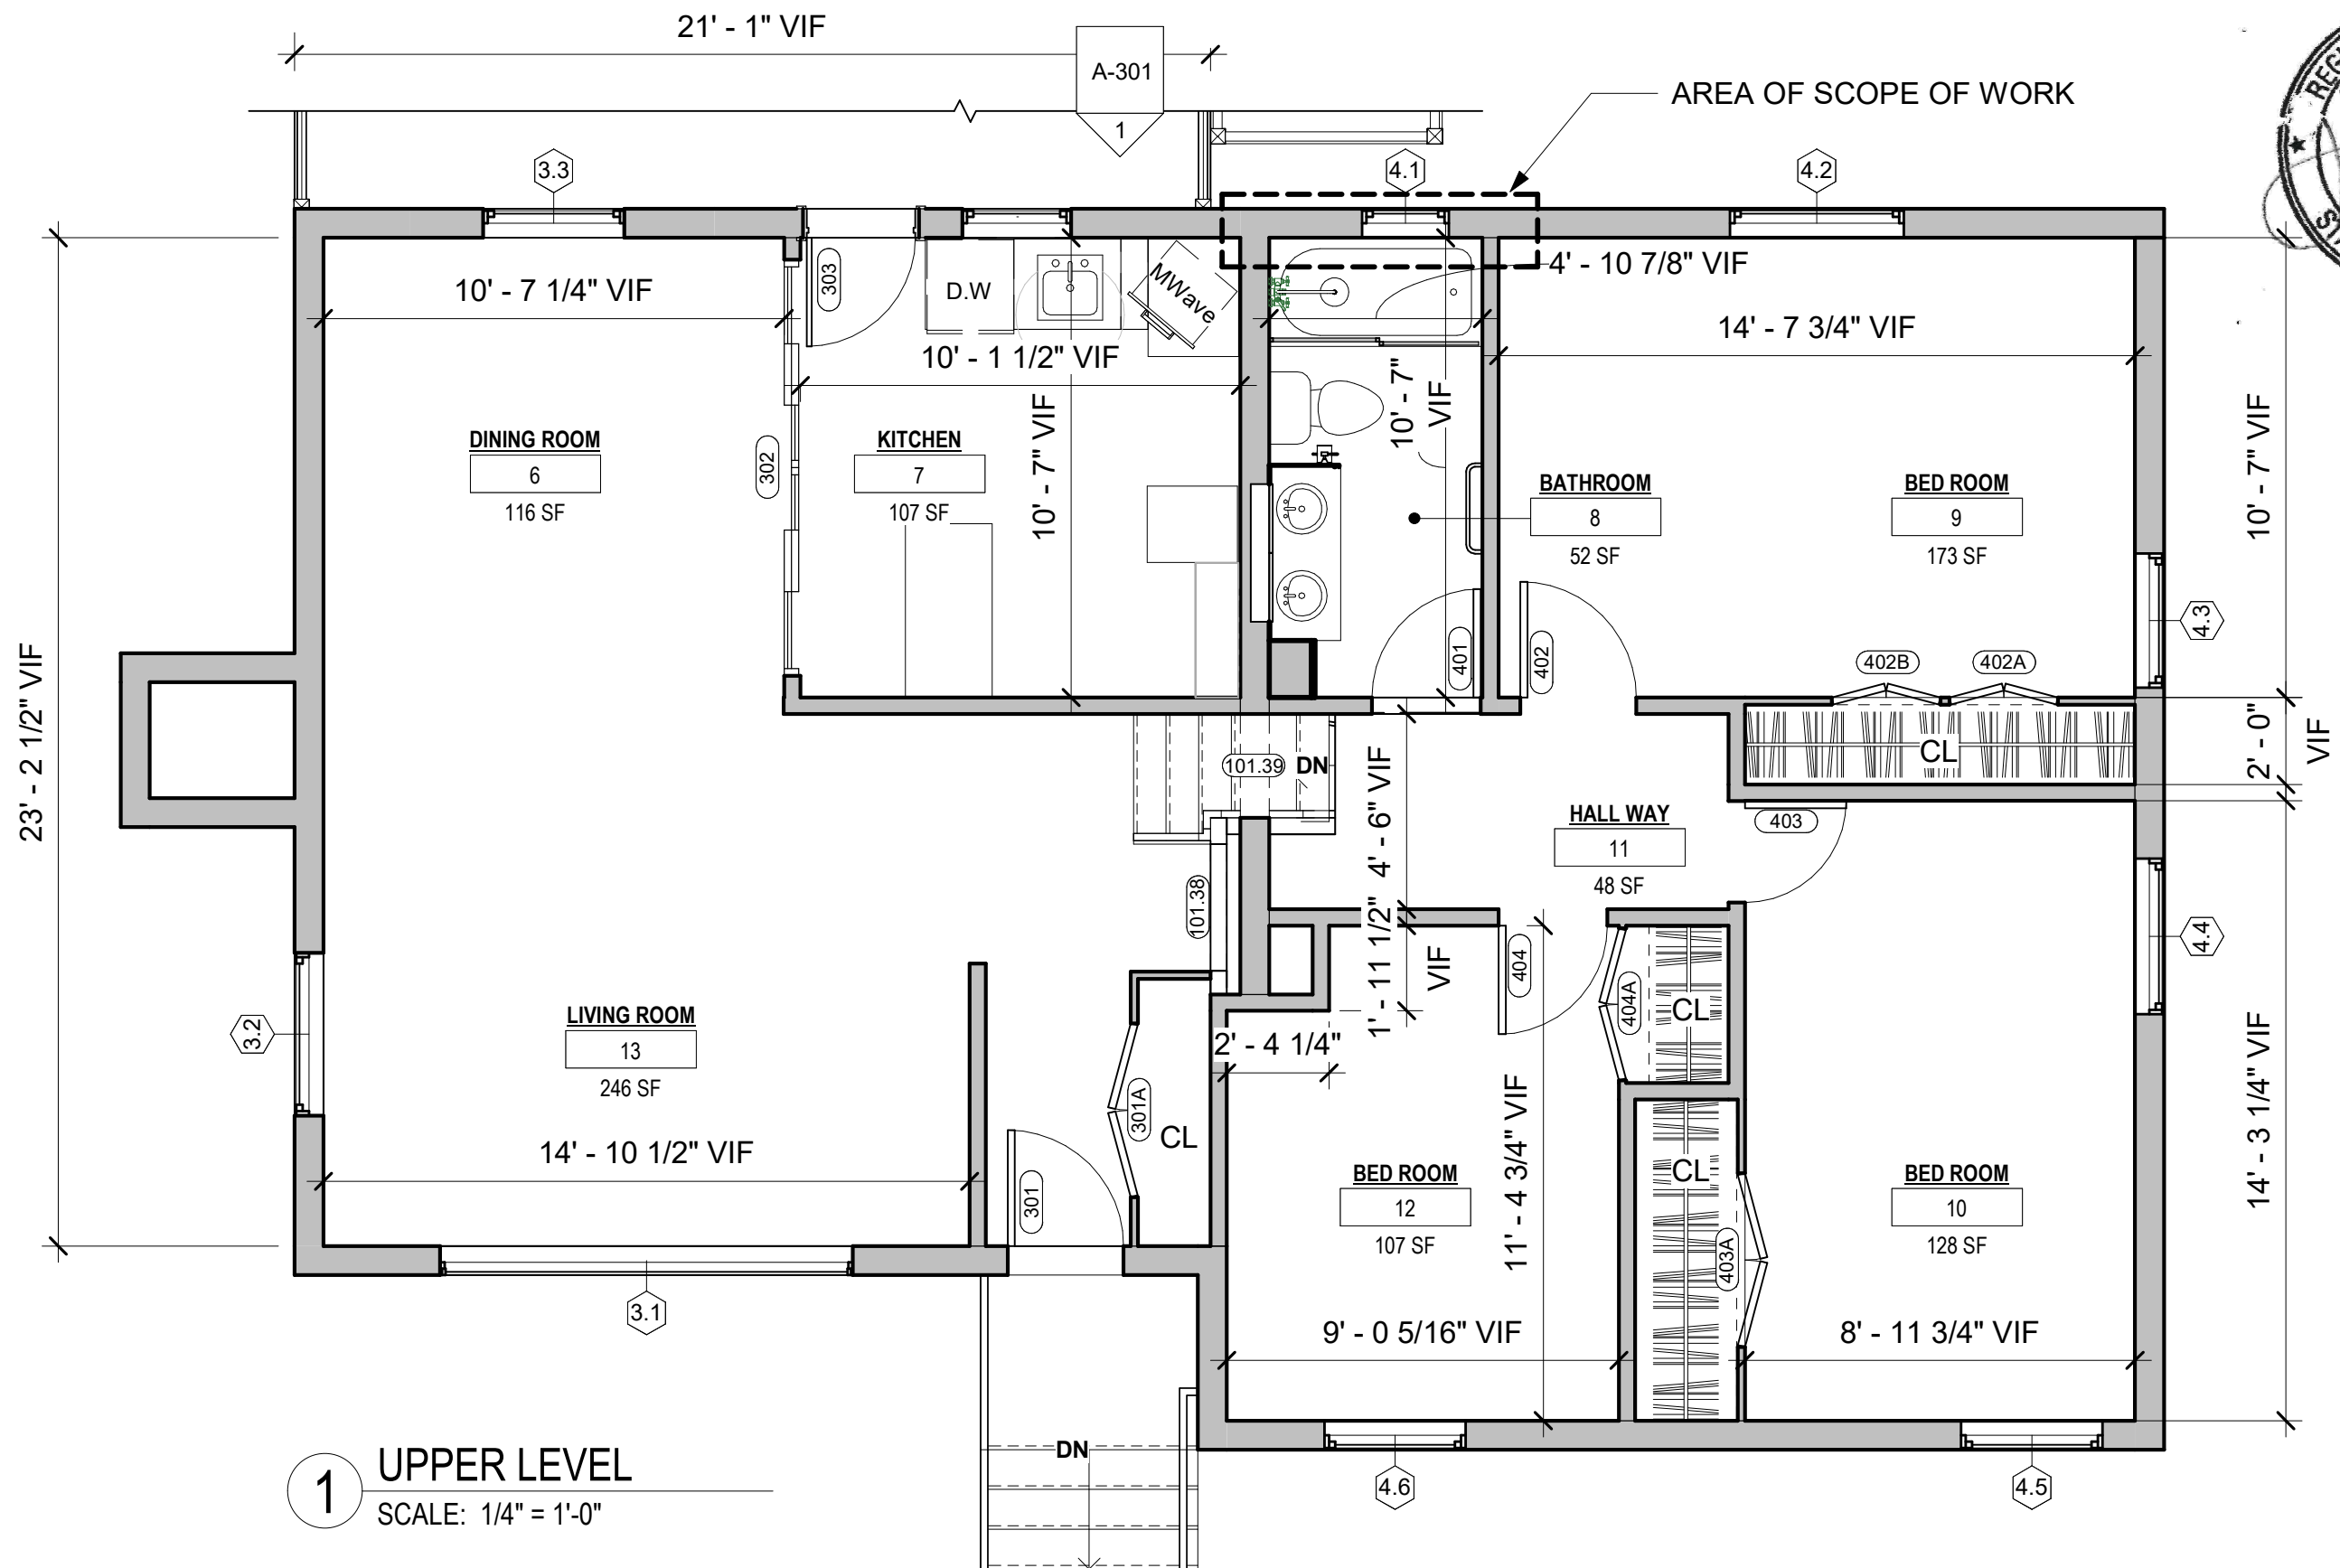 21' - 1" VIF
A-301
1
AREA OF SCOPE OF WORK
3.3
4.1
4.2
303
D.W
MWave
4' - 10 7/8" VIF
10' - 7 1/4" VIF
10' - 1 1/2" VIF
14' - 7 3/4" VIF
10' - 7" VIF
10' - 7"
VIF
10' - 7" VIF
DINING ROOM
6
116 SF
302
KITCHEN
7
107 SF
BATHROOM
8
52 SF
BED ROOM
9
173 SF
401
402
402B
402A
4.3
23' - 2 1/2" VIF
CL
2' - 0"
VIF
101.39
DN
4' - 6" VIF
HALL WAY
11
48 SF
403
101.38
1' - 11 1/2"
VIF
404
404A
CL
4.4
3.2
LIVING ROOM
13
246 SF
2' - 4 1/4"
301A
CL
14' - 10 1/2" VIF
301
BED ROOM
12
107 SF
11' - 4 3/4" VIF
CL
403A
BED ROOM
10
128 SF
14' - 3 1/4" VIF
9' - 0 5/16" VIF
8' - 11 3/4" VIF
3.1
DN
4.6
4.5
1
UPPER LEVEL
SCALE: 1/4" = 1'-0"